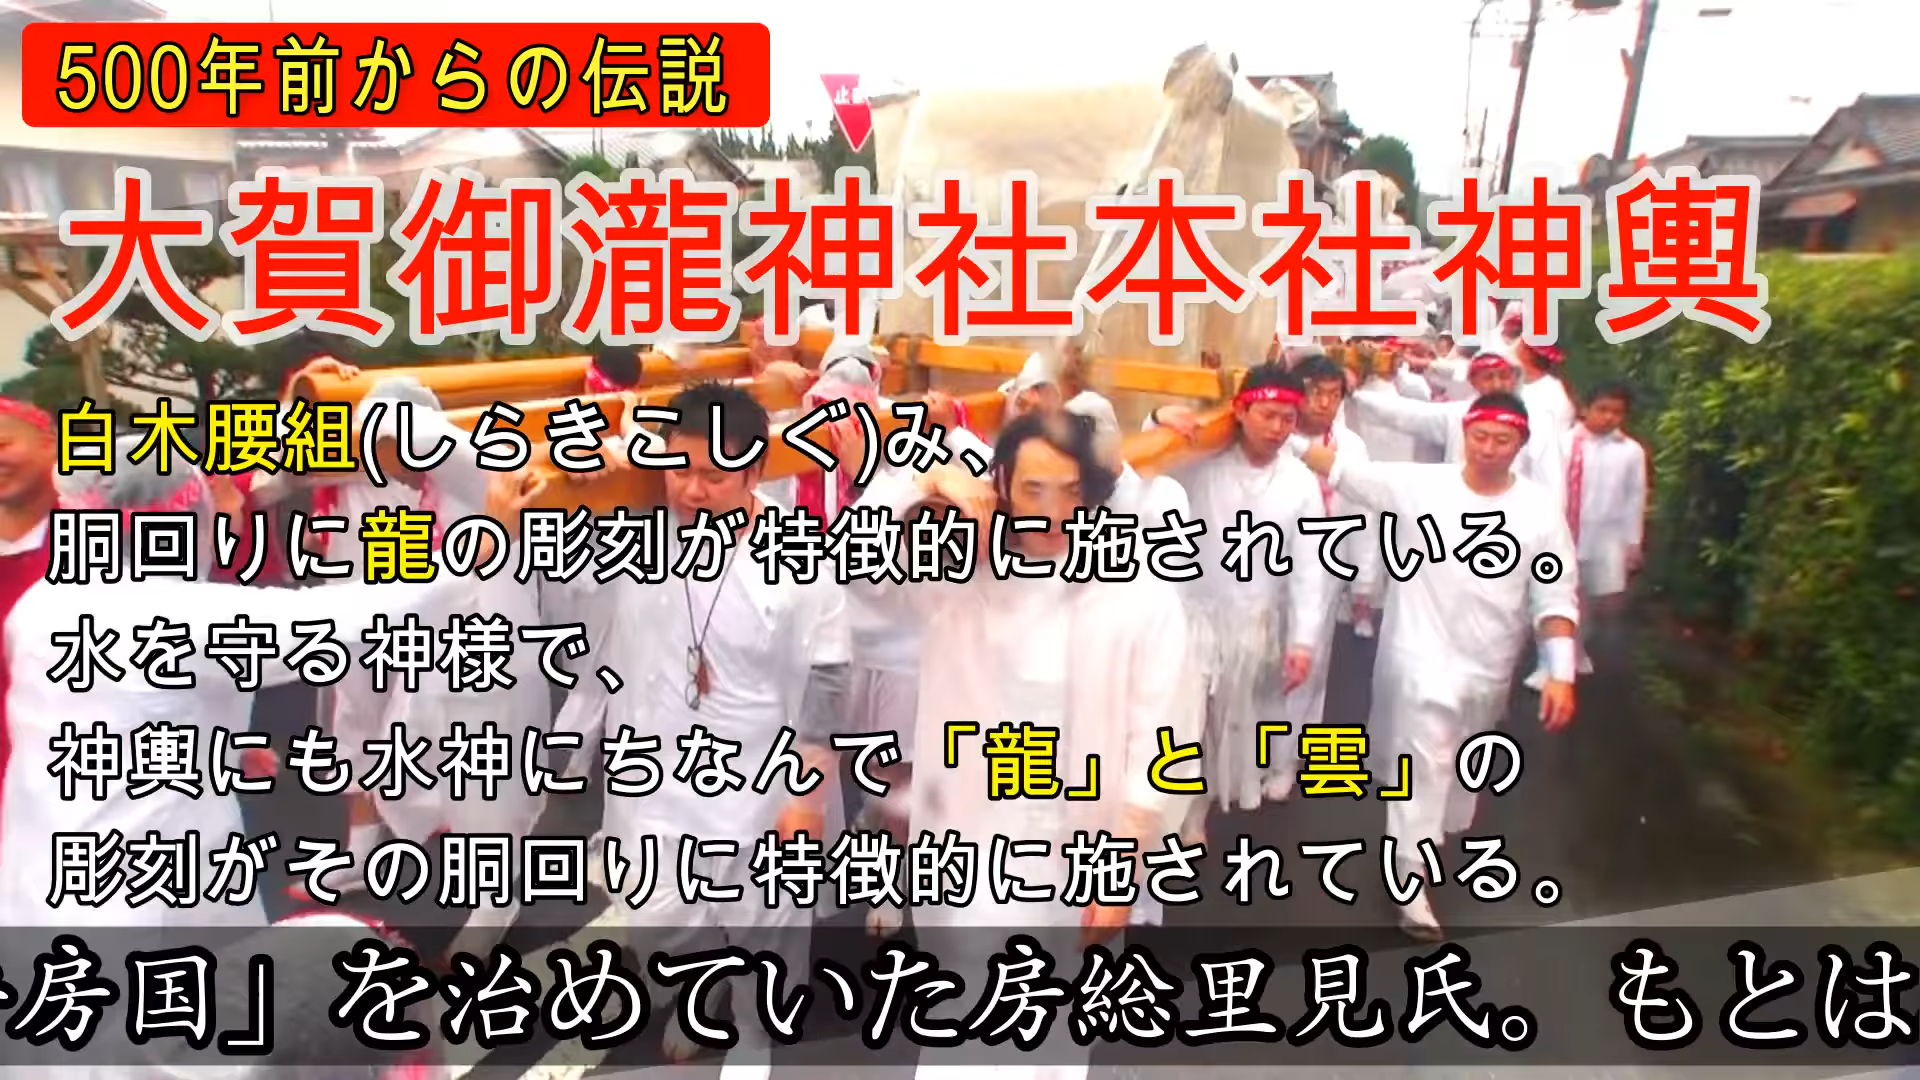 500年前からの伝説
止
大賀御瀧神社本社神輿
白木腰組(しらきこしぐ)み、
胴回りに龍の彫刻が特徴的に施されている。
水を守る神様で、
神輿にも水神にちなんで「龍」と「雲」の
彫刻がその胴回りに特徴的に施されている。
房国」を治めていた房総里見氏。もとは